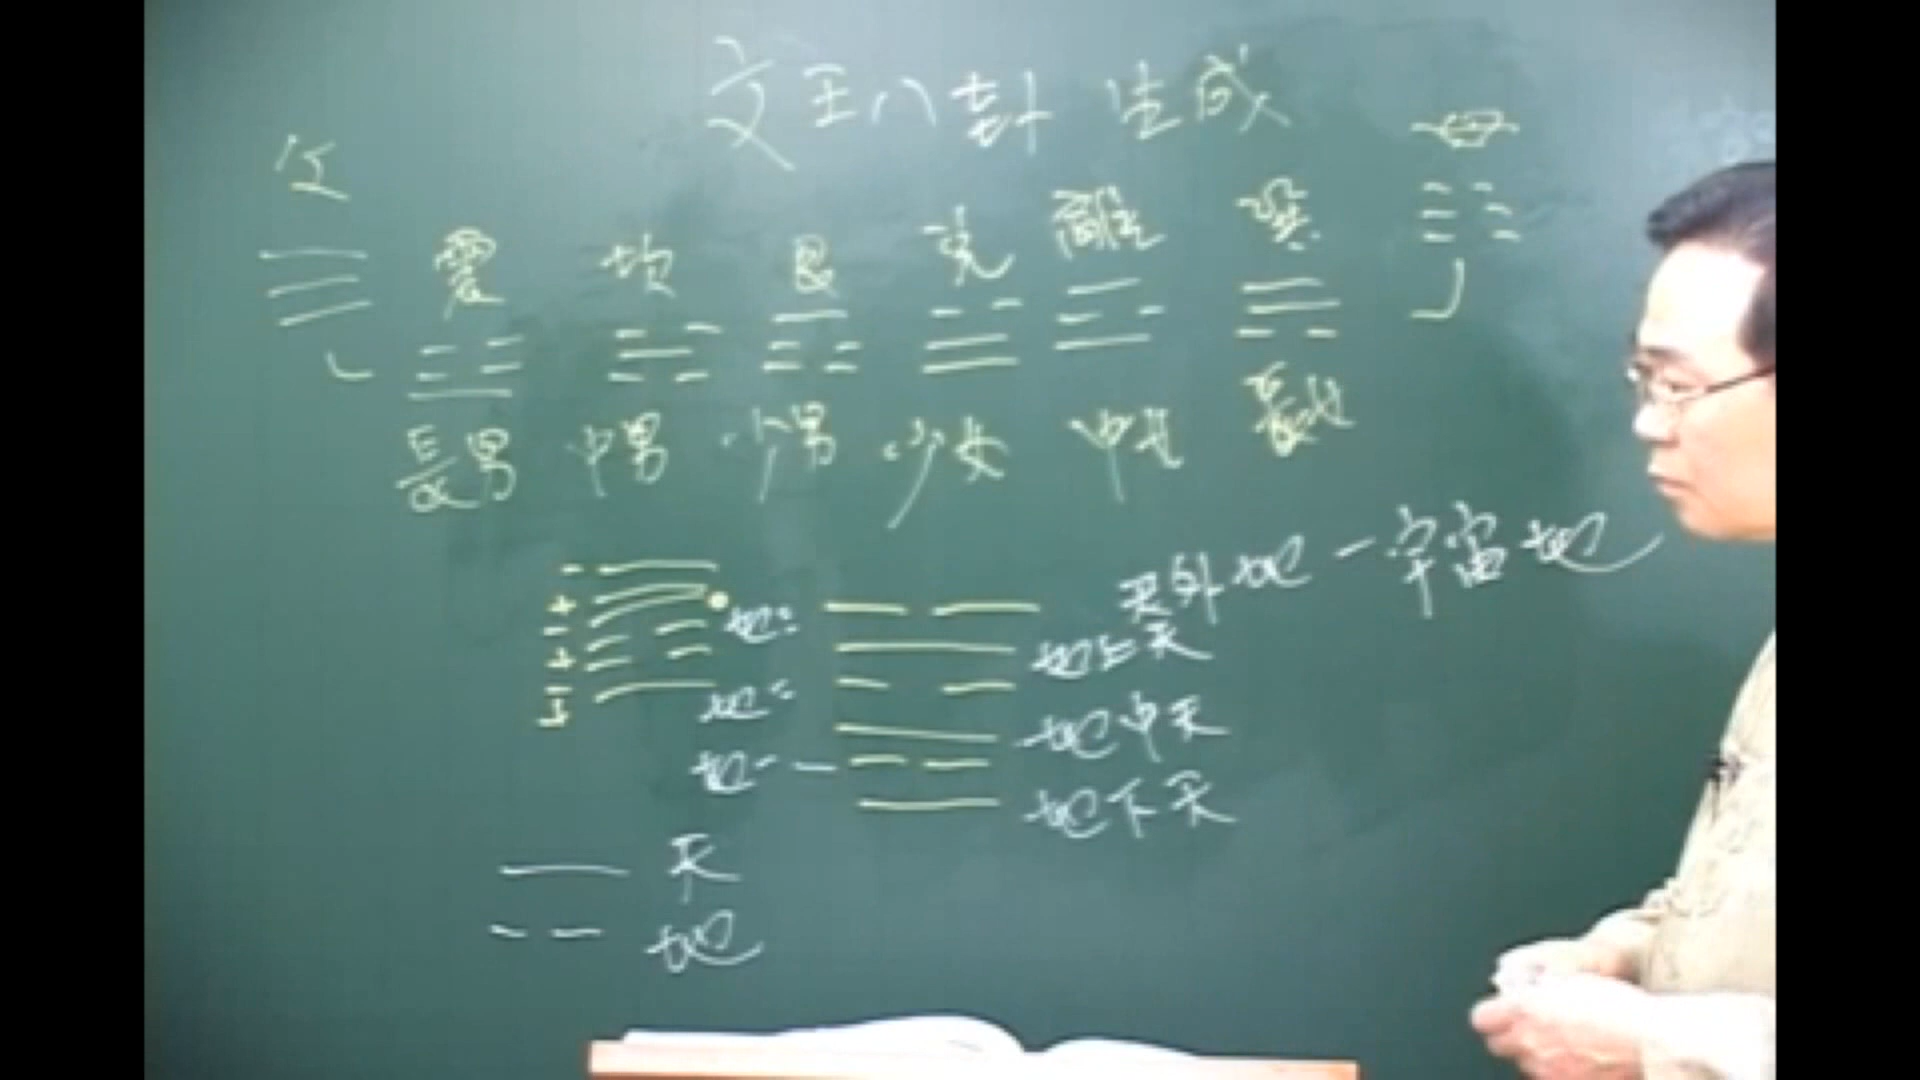 文王八卦 生成
父 母
震 坎 艮 兌 離 巽
長男 中男 少男 少女 中女 長女
天外地 - 宇宙地
地三 地上天
地二 地中天
地一 地下天
天
地